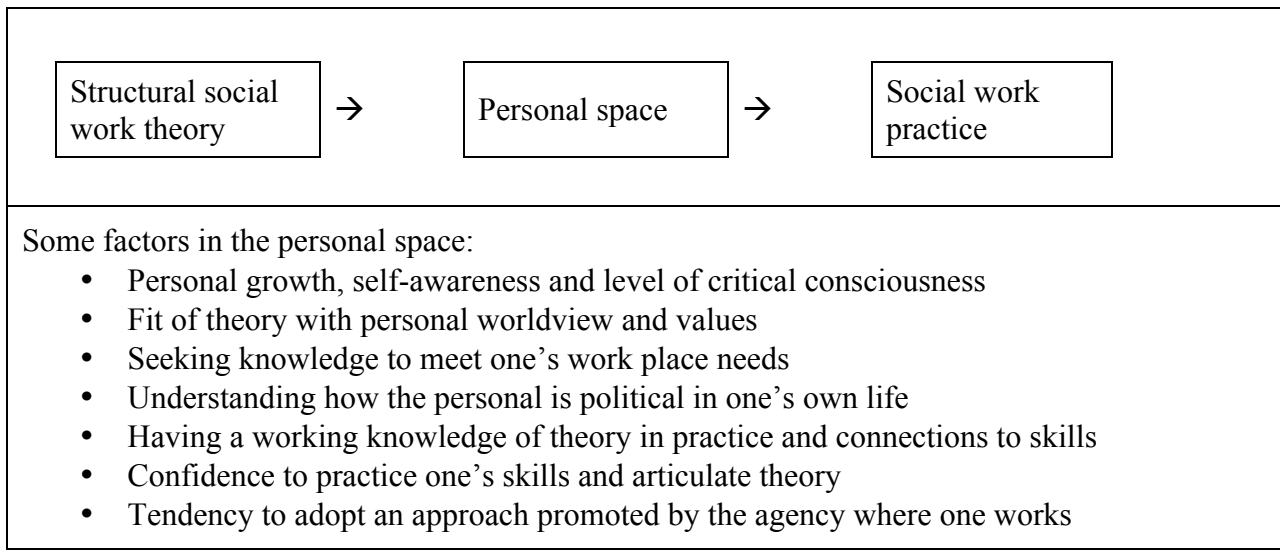 Structural social
work theory
→
Personal space
→
Social work
practice
Some factors in the personal space:
• Personal growth, self-awareness and level of critical consciousness
• Fit of theory with personal worldview and values
• Seeking knowledge to meet one’s work place needs
• Understanding how the personal is political in one’s own life
• Having a working knowledge of theory in practice and connections to skills
• Confidence to practice one’s skills and articulate theory
• Tendency to adopt an approach promoted by the agency where one works